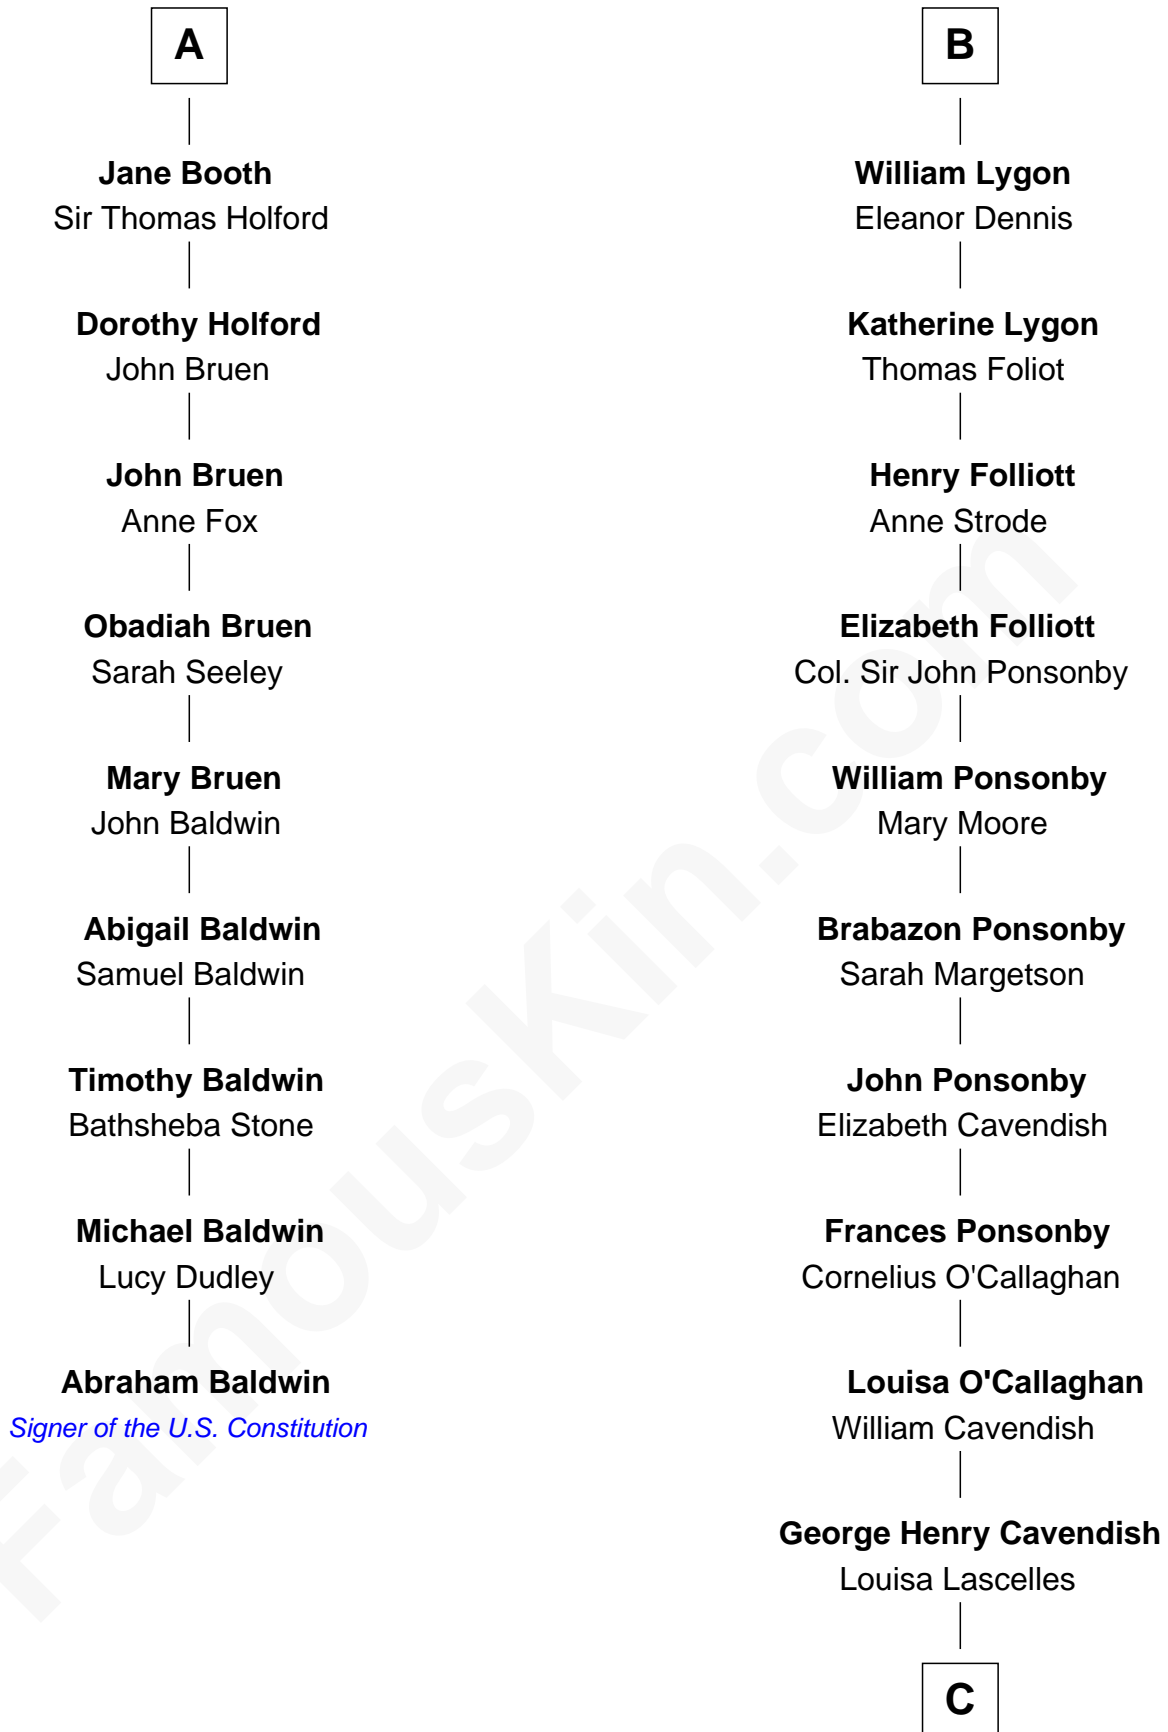 A
Jane Booth
Sir Thomas Holford
Dorothy Holford
John Bruen
John Bruen
Anne Fox
Obadiah Bruen
Sarah Seeley
Mary Bruen
John Baldwin
Abigail Baldwin
Samuel Baldwin
Timothy Baldwin
Bathsheba Stone
Michael Baldwin
Lucy Dudley
Abraham Baldwin
Signer of the U.S. Constitution
B
William Lygon
Eleanor Dennis
Katherine Lygon
Thomas Foliot
Henry Folliott
Anne Strode
Elizabeth Folliott
Col. Sir John Ponsonby
William Ponsonby
Mary Moore
Brabazon Ponsonby
Sarah Margetson
John Ponsonby
Elizabeth Cavendish
Frances Ponsonby
Cornelius O'Callaghan
Louisa O'Callaghan
William Cavendish
George Henry Cavendish
Louisa Lascelles
C
FamousKin.com